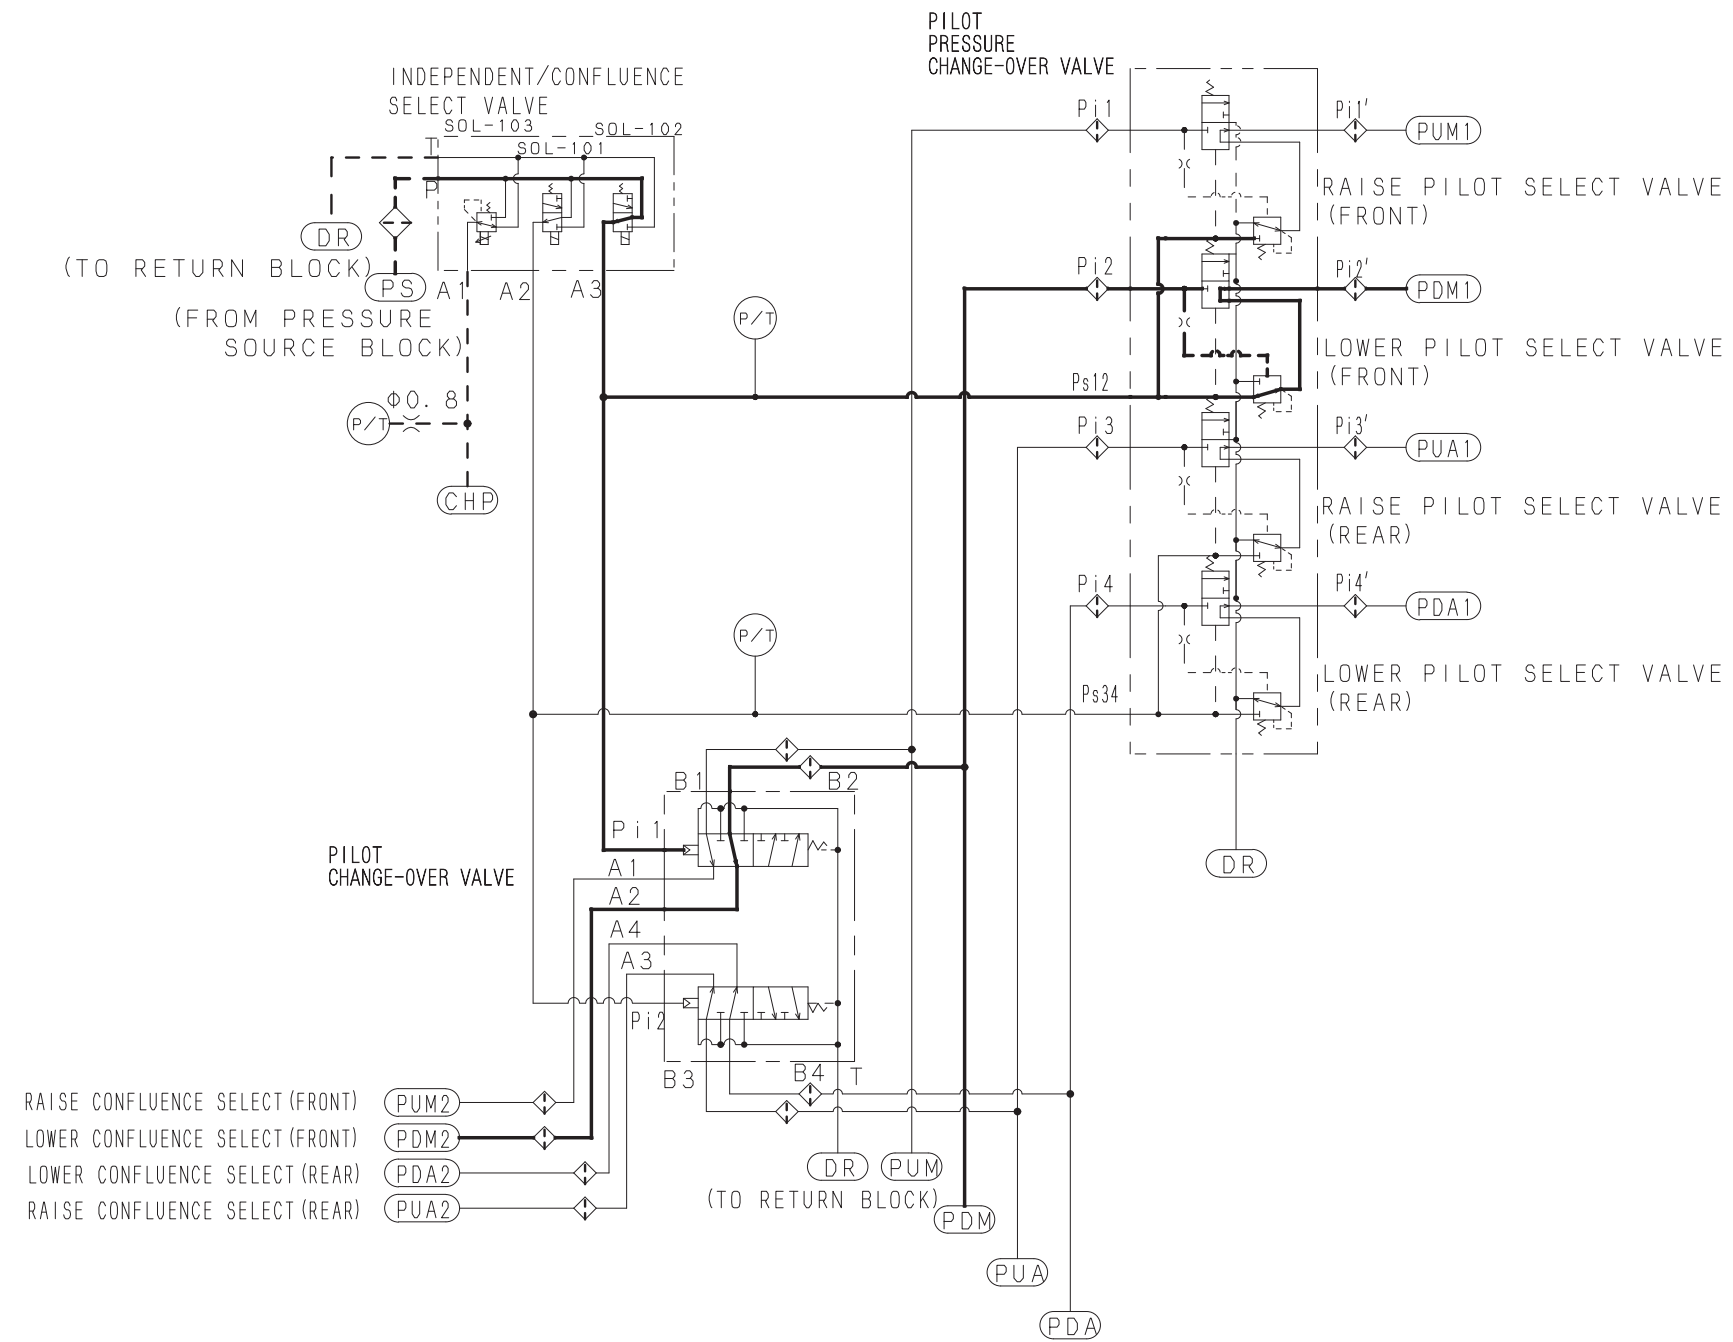 PILOT
PRESSURE
CHANGE-OVER VALVE
INDEPENDENT/CONFLUENCE
SELECT VALVE
SOL-103
SOL-102
SOL-101
T
P
DR
(TO RETURN BLOCK)
PS
(FROM PRESSURE
SOURCE BLOCK)
A1
A2
A3
Φ0.8
P/T
CHP
P/T
P/T
Pi1
Pi1'
PUM1
RAISE PILOT SELECT VALVE
(FRONT)
Pi2
Pi2'
PDM1
LOWER PILOT SELECT VALVE
(FRONT)
Ps12
Pi3
Pi3'
PUA1
RAISE PILOT SELECT VALVE
(REAR)
Pi4
Pi4'
PDA1
LOWER PILOT SELECT VALVE
(REAR)
Ps34
DR
B1
B2
Pi1
PILOT
CHANGE-OVER VALVE
A1
A2
A4
A3
Pi2
B3
B4
T
RAISE CONFLUENCE SELECT(FRONT)
PUM2
LOWER CONFLUENCE SELECT(FRONT)
PDM2
LOWER CONFLUENCE SELECT(REAR)
PDA2
RAISE CONFLUENCE SELECT(REAR)
PUA2
DR
PUM
(TO RETURN BLOCK)
PDM
PUA
PDA